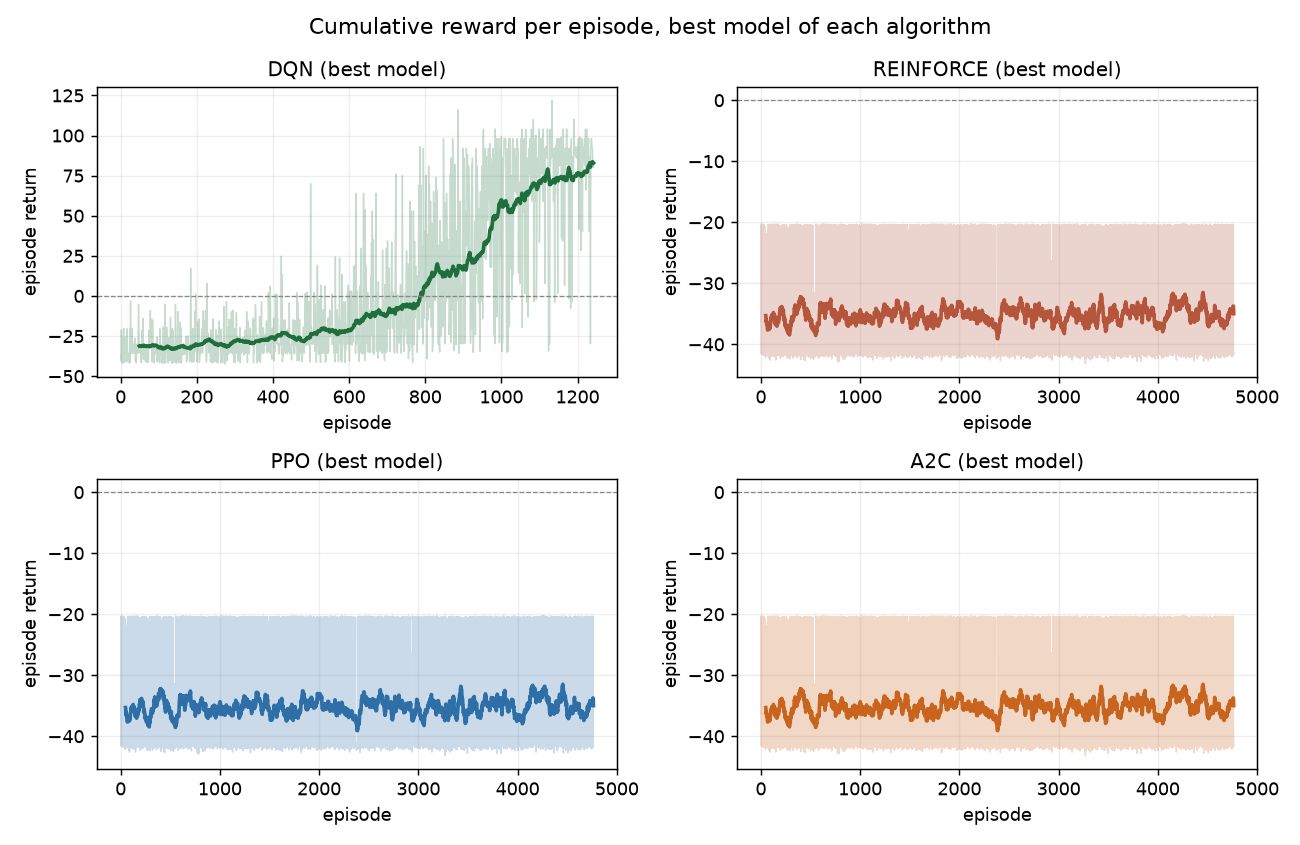 Cumulative reward per episode, best model of each algorithm
DQN (best model)
125
100
75
50
25
0
−25
−50
episode return
0 200 400 600 800 1000 1200
episode
REINFORCE (best model)
0
−10
−20
−30
−40
episode return
0 1000 2000 3000 4000 5000
episode
PPO (best model)
0
−10
−20
−30
−40
episode return
0 1000 2000 3000 4000 5000
episode
A2C (best model)
0
−10
−20
−30
−40
episode return
0 1000 2000 3000 4000 5000
episode